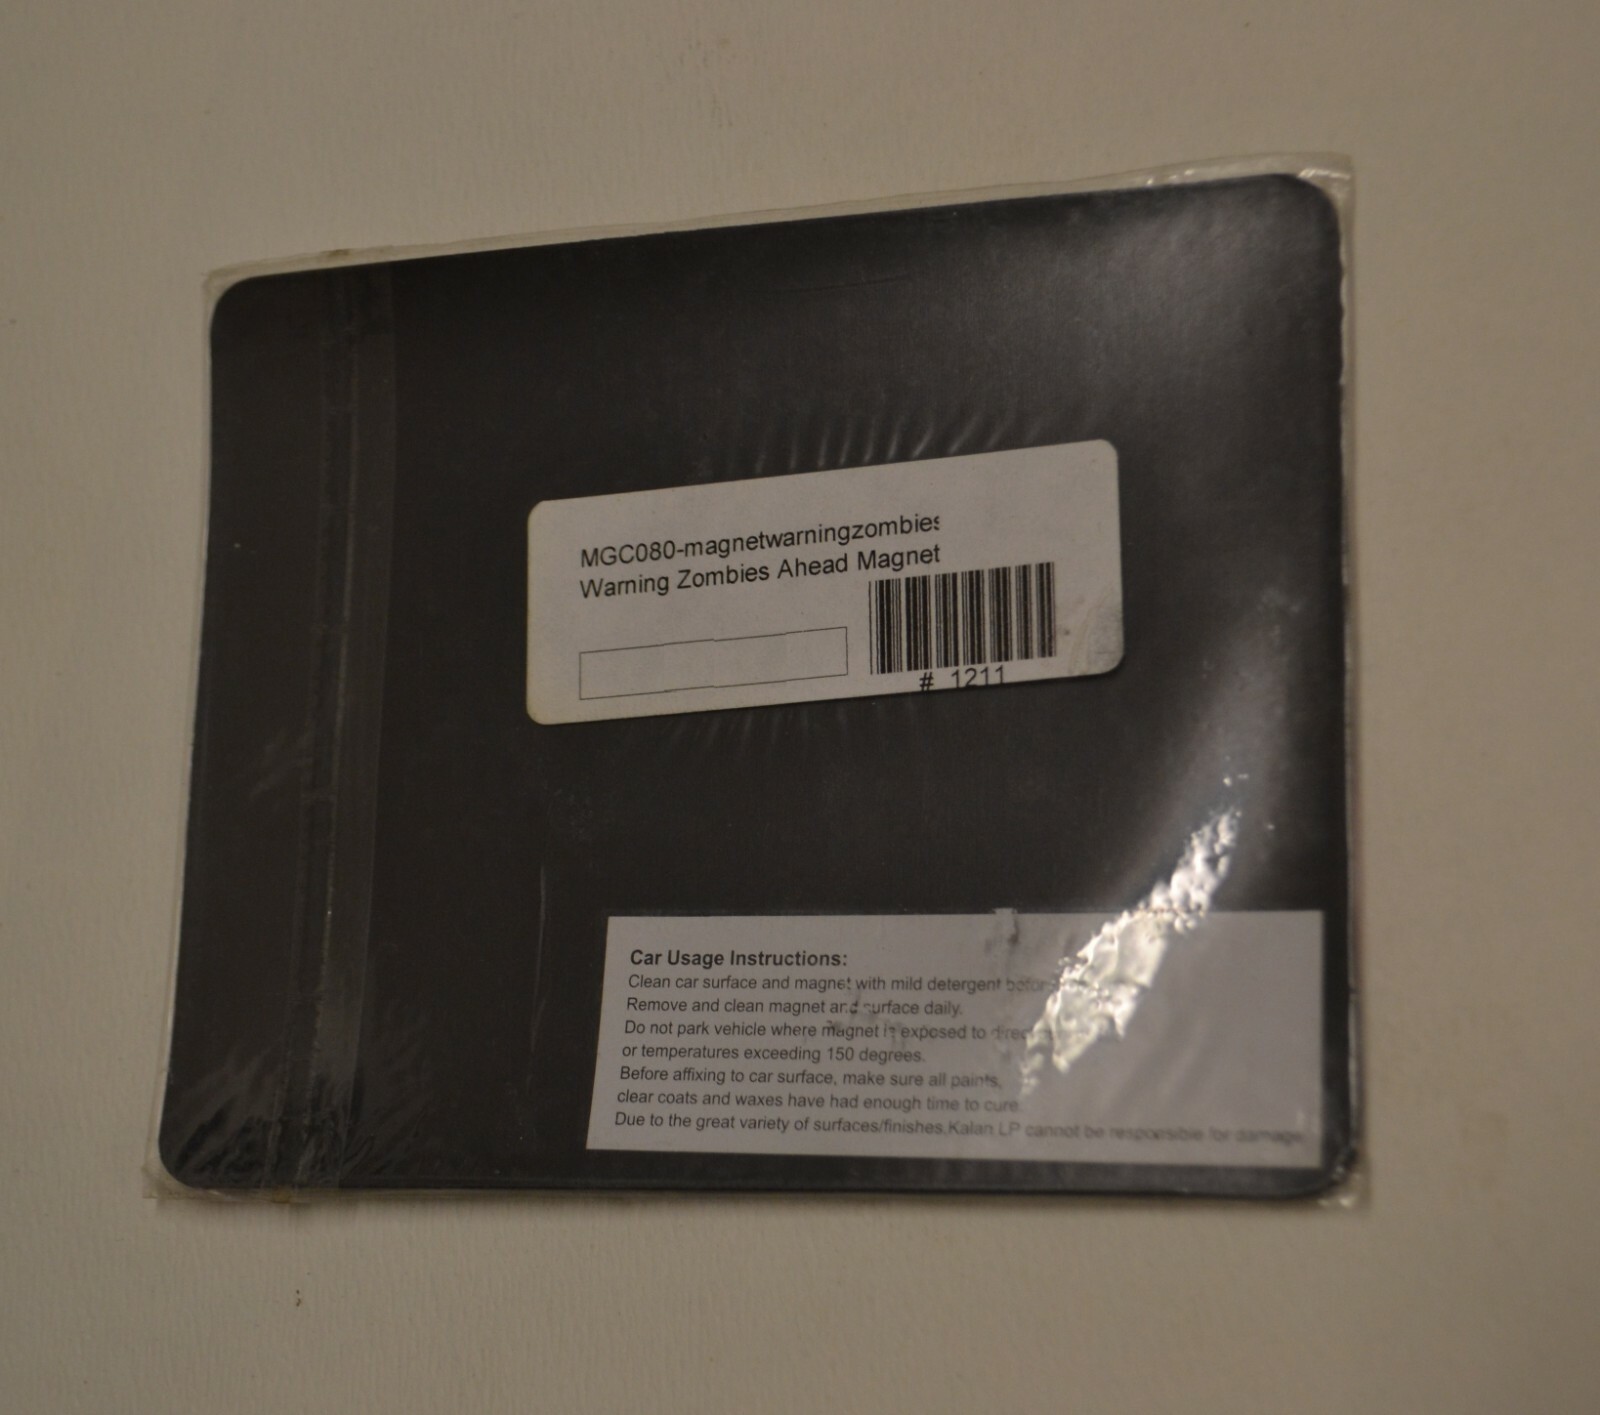 MGC080-magnetwarningzombies
Warning Zombies Ahead Magnet
# 1211
Car Usage Instructions:
Clean car surface and magnet with mild detergent before
Remove and clean magnet and surface daily.
Do not park vehicle where magnet is exposed to direct
or temperatures exceeding 150 degrees.
Before affixing to car surface, make sure all paints,
clear coats and waxes have had enough time to cure.
Due to the great variety of surfaces/finishes,Kalan LP cannot be responsible for damage.